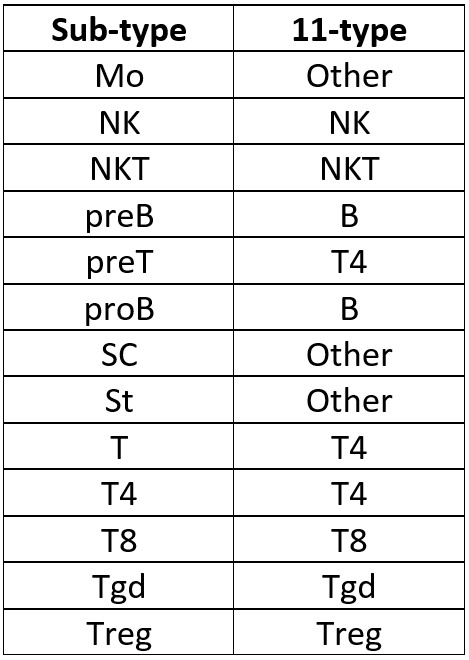 Sub-type 11-type
Mo Other
NK NK
NKT NKT
preB B
preT T4
proB B
SC Other
St Other
T T4
T4 T4
T8 T8
Tgd Tgd
Treg Treg